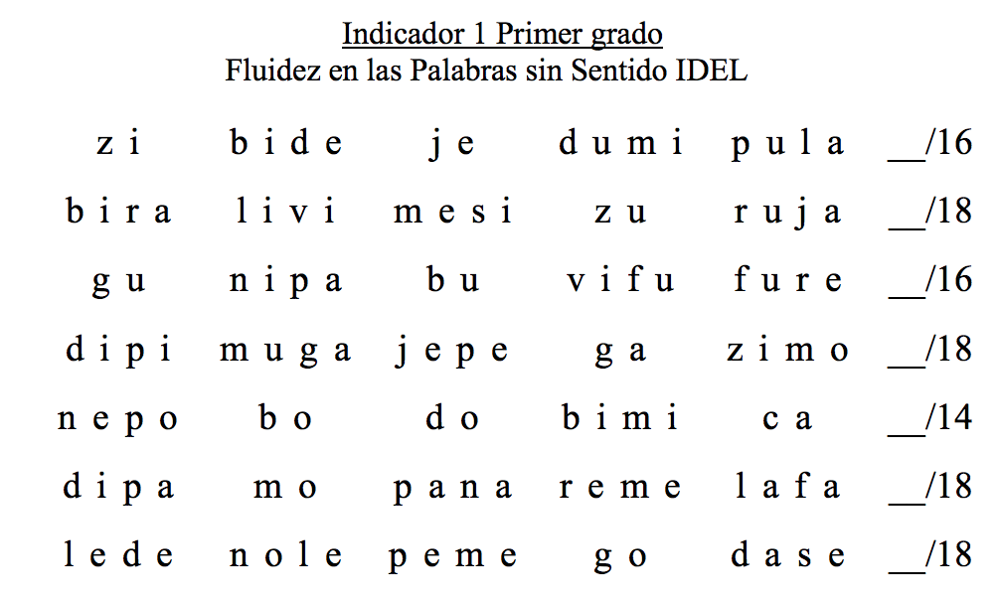 Indicador 1 Primer grado
Fluidez en las Palabras sin Sentido IDEL
z i b i d e j e d u m i p u l a __/16
b i r a l i v i m e s i z u r u j a __/18
g u n i p a b u v i f u f u r e __/16
d i p i m u g a j e p e g a z i m o __/18
n e p o b o d o b i m i c a __/14
d i p a m o p a n a r e m e l a f a __/18
l e d e n o l e p e m e g o d a s e __/18